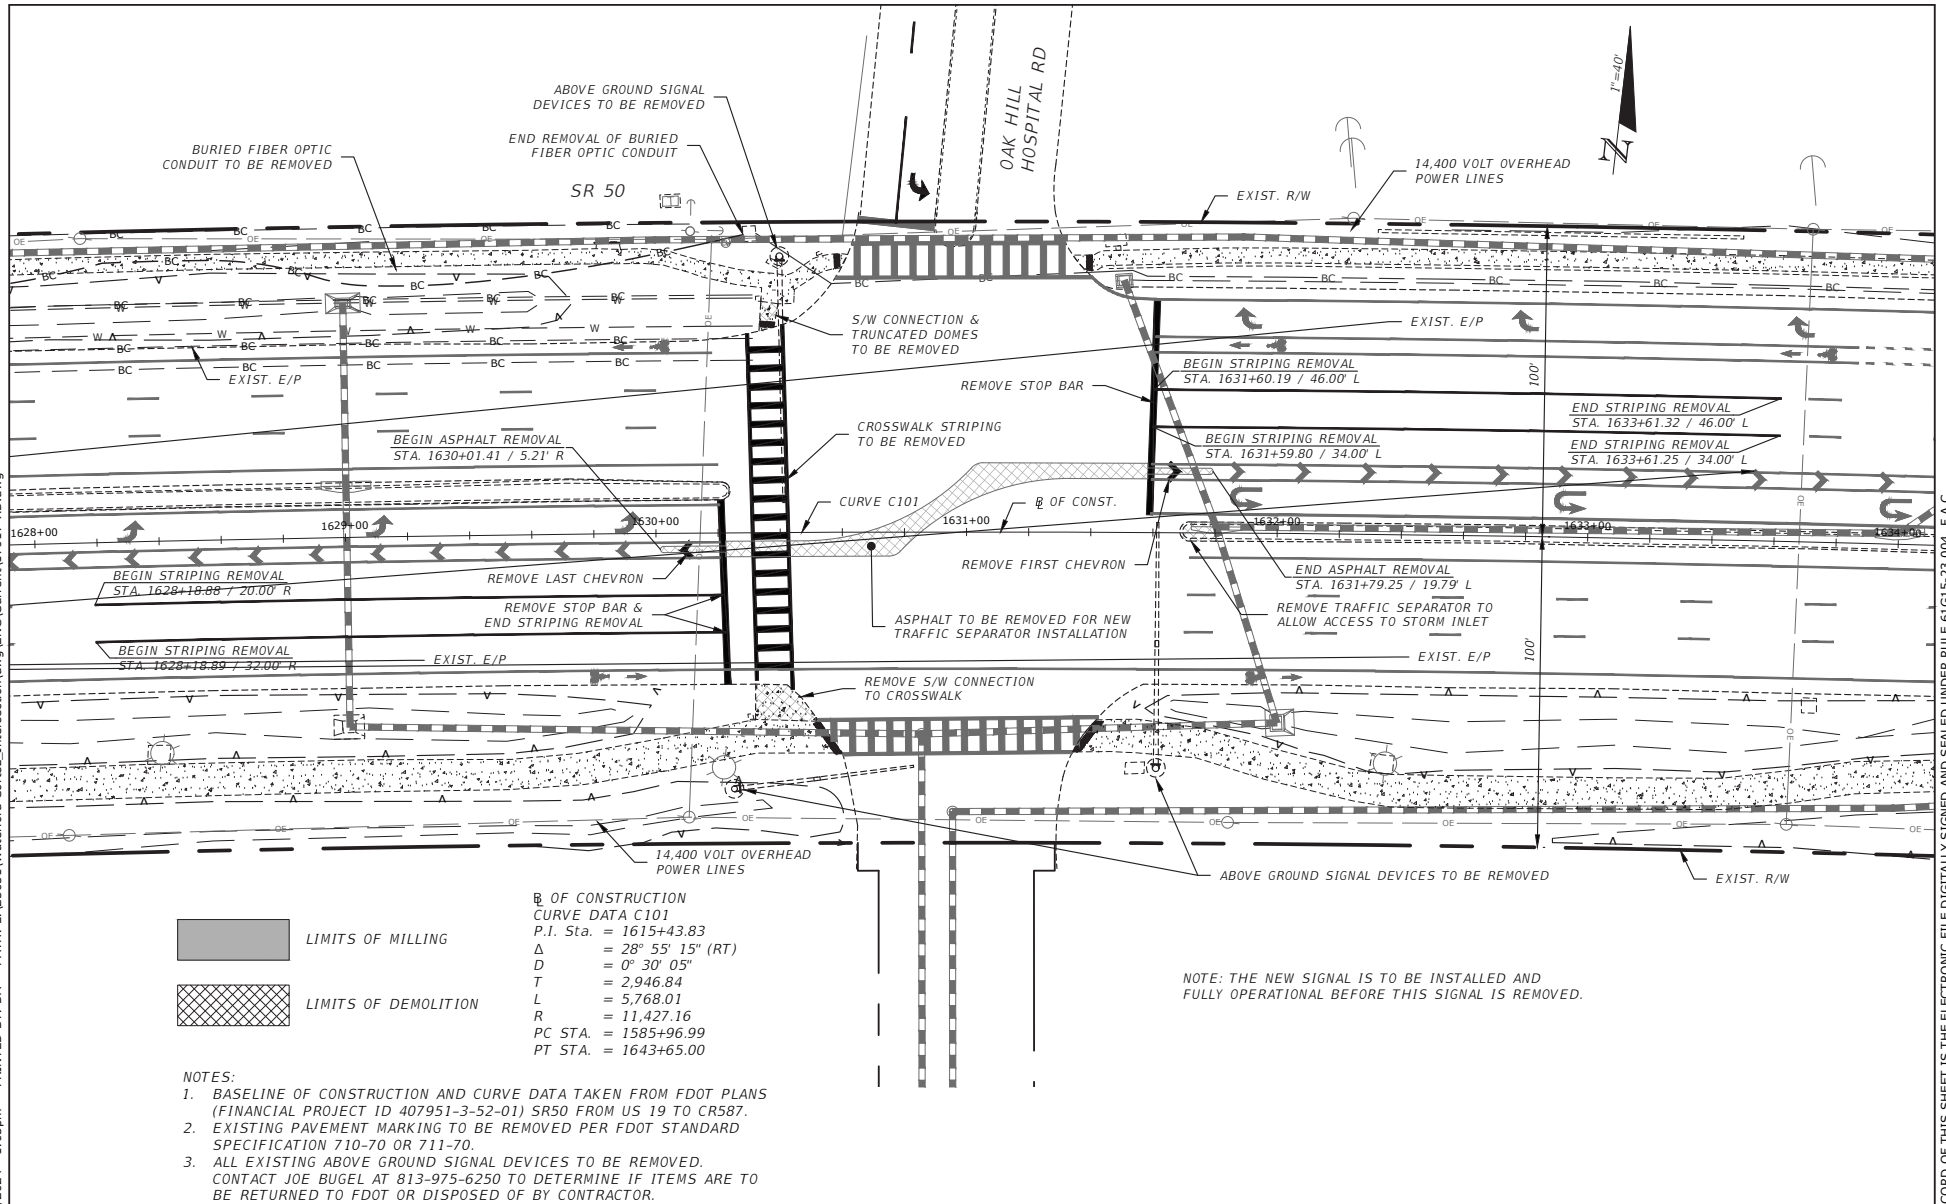 ABOVE GROUND SIGNAL
DEVICES TO BE REMOVED
END REMOVAL OF BURIED
FIBER OPTIC CONDUIT
BURIED FIBER OPTIC
CONDUIT TO BE REMOVED
SR 50
OAK HILL
HOSPITAL RD
1"=40'
N
14,400 VOLT OVERHEAD
POWER LINES
EXIST. R/W
S/W CONNECTION &
TRUNCATED DOMES
TO BE REMOVED
EXIST. E/P
EXIST. E/P
REMOVE STOP BAR
BEGIN STRIPING REMOVAL
STA. 1631+60.19 / 46.00' L
100'
END STRIPING REMOVAL
STA. 1633+61.32 / 46.00' L
BEGIN ASPHALT REMOVAL
STA. 1630+01.41 / 5.21' R
CROSSWALK STRIPING
TO BE REMOVED
BEGIN STRIPING REMOVAL
STA. 1631+59.80 / 34.00' L
END STRIPING REMOVAL
STA. 1633+61.25 / 34.00' L
CURVE C101
B OF CONST.
1628+00
1629+00
1630+00
1631+00
1632+00
1633+00
1634+00
BEGIN STRIPING REMOVAL
STA. 1628+18.88 / 20.00' R
REMOVE LAST CHEVRON
REMOVE FIRST CHEVRON
END ASPHALT REMOVAL
STA. 1631+79.25 / 19.79' L
REMOVE STOP BAR &
END STRIPING REMOVAL
ASPHALT TO BE REMOVED FOR NEW
TRAFFIC SEPARATOR INSTALLATION
REMOVE TRAFFIC SEPARATOR TO
ALLOW ACCESS TO STORM INLET
100'
BEGIN STRIPING REMOVAL
STA. 1628+18.89 / 32.00' R
EXIST. E/P
EXIST. E/P
REMOVE S/W CONNECTION
TO CROSSWALK
14,400 VOLT OVERHEAD
POWER LINES
ABOVE GROUND SIGNAL DEVICES TO BE REMOVED
EXIST. R/W
LIMITS OF MILLING
LIMITS OF DEMOLITION
B OF CONSTRUCTION
CURVE DATA C101
P.I. Sta. = 1615+43.83
Δ = 28° 55' 15" (RT)
D = 0° 30' 05"
T = 2,946.84
L = 5,768.01
R = 11,427.16
PC STA. = 1585+96.99
PT STA. = 1643+65.00
NOTE: THE NEW SIGNAL IS TO BE INSTALLED AND
FULLY OPERATIONAL BEFORE THIS SIGNAL IS REMOVED.
NOTES:
1. BASELINE OF CONSTRUCTION AND CURVE DATA TAKEN FROM FDOT PLANS
(FINANCIAL PROJECT ID 407951-3-52-01) SR50 FROM US 19 TO CR587.
2. EXISTING PAVEMENT MARKING TO BE REMOVED PER FDOT STANDARD
SPECIFICATION 710-70 OR 711-70.
3. ALL EXISTING ABOVE GROUND SIGNAL DEVICES TO BE REMOVED.
CONTACT JOE BUGEL AT 813-975-6250 TO DETERMINE IF ITEMS ARE TO
BE RETURNED TO FDOT OR DISPOSED OF BY CONTRACTOR.
OF THIS SHEET IS THE ELECTRONIC FILE DIGITALLY SIGNED AND SEALED UNDER RULE 61G15-23.004, F.A.C.